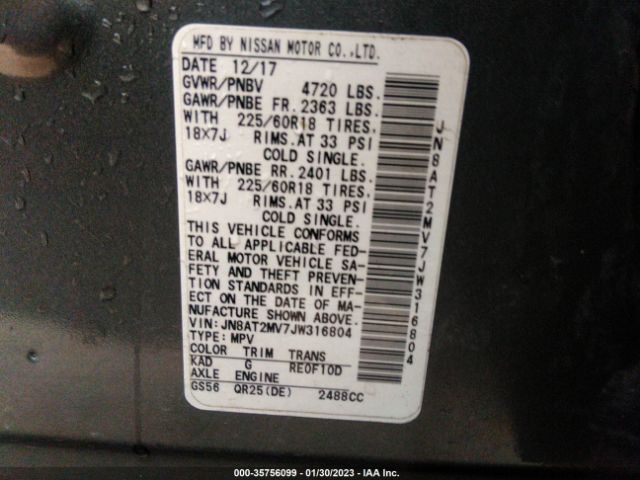 MFD BY NISSAN MOTOR CO.,LTD.
DATE 12/17
GVWR/PNBV 4720 LBS.
GAWR/PNBE FR. 2363 LBS.
WITH 225/60R18 TIRES,
18X7J RIMS. AT 33 PSI
COLD SINGLE.
GAWR/PNBE RR. 2401 LBS.
WITH 225/60R18 TIRES,
18X7J RIMS. AT 33 PSI
COLD SINGLE.
THIS VEHICLE CONFORMS
TO ALL APPLICABLE FED-
ERAL MOTOR VEHICLE SA-
FETY AND THEFT PREVEN-
TION STANDARDS IN EFF-
ECT ON THE DATE OF MA-
NUFACTURE SHOWN ABOVE.
VIN: JN8AT2MV7JW316804
TYPE: MPV
COLOR TRIM TRANS
KAD G RE0F10D
AXLE ENGINE
GS56 QR25(DE) 2488CC
JN8AT2MV7JW316804
000-35756099 — 01/30/2023 — IAA Inc.